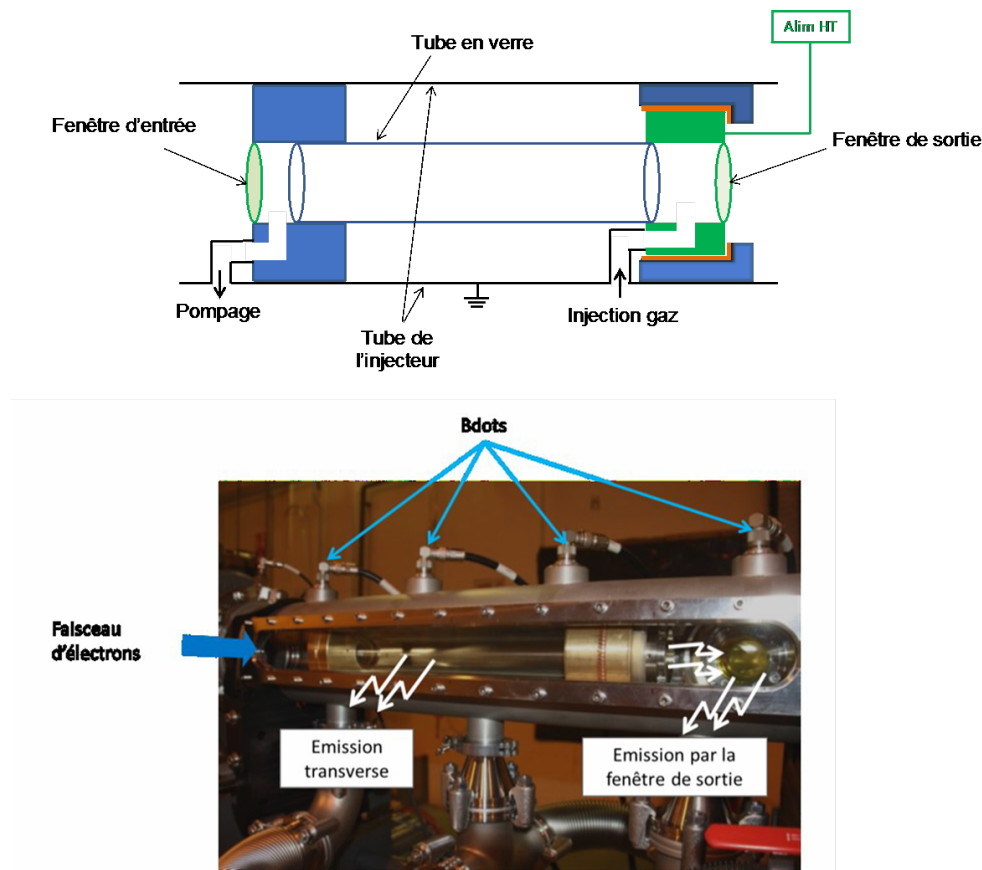 Alim HT
Tube en verre
Fenêtre d'entrée
Fenêtre de sortie
Pompage
Injection gaz
Tube de
l'injecteur
Bdots
Faisceau
d'électrons
Emission
transverse
Emission par la
fenêtre de sortie